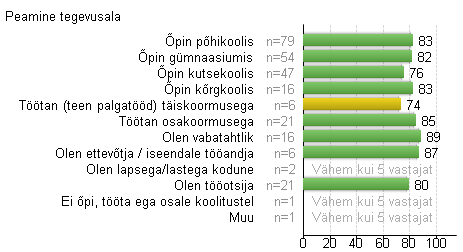 Peamine tegevusala
Õpin põhikoolis n=79 83
Õpin gümnaasiumis n=54 82
Õpin kutsekoolis n=47 76
Õpin kõrgkoolis n=16 83
Töötan (teen palgatööd) täiskoormusega n=6 74
Töötan osakoormusega n=21 85
Olen vabatahtlik n=16 89
Olen ettevõtja / iseendale tööandja n=6 87
Olen lapsega/lastega kodune n=2 Vähem kui 5 vastajat
Olen tööotsija n=21 80
Ei õpi, tööta ega osale koolitustel n=1 Vähem kui 5 vastajat
Muu n=1 Vähem kui 5 vastajat
0 20 40 60 80 100